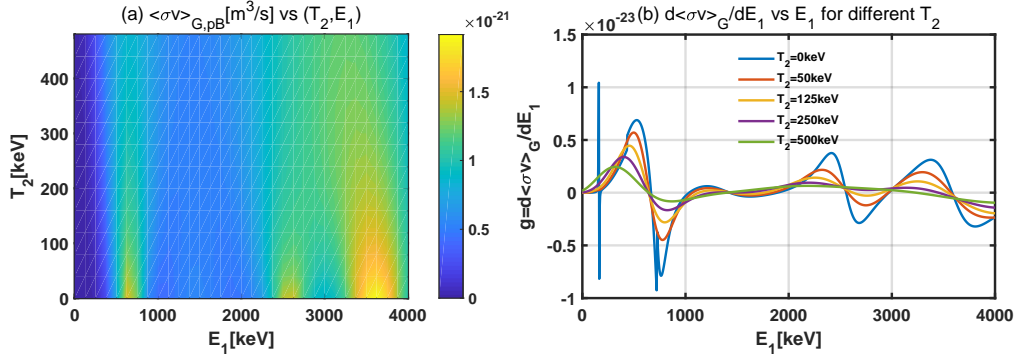 (a) <σv>G,pB[m³/s] vs (T₂,E₁)
×10⁻²¹
400
300
200
100
0
T₂[keV]
0
1000
2000
3000
4000
E₁[keV]
1.5
1
0.5
0
(b) d<σv>G/dE₁ vs E₁ for different T₂
×10⁻²³
1.5
1
0.5
0
-0.5
-1
g=d<σv>G/dE₁
T₂=0keV
T₂=50keV
T₂=125keV
T₂=250keV
T₂=500keV
0
1000
2000
3000
4000
E₁[keV]